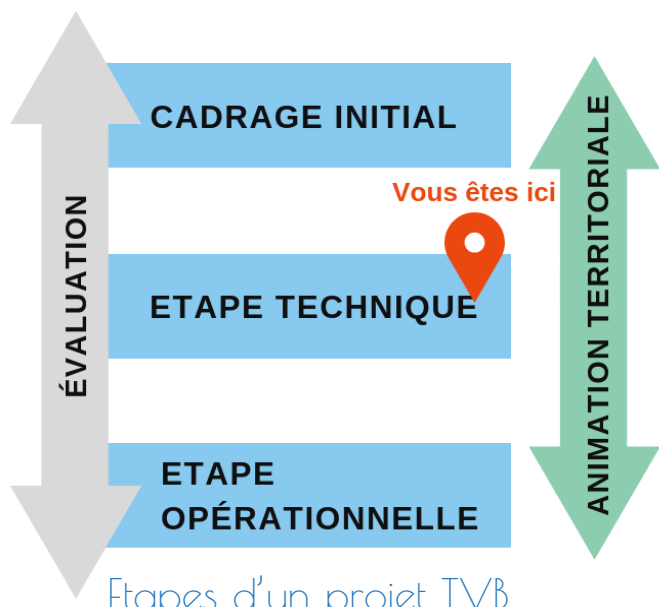 CADRAGE INITIAL
Vous êtes ici
ETAPE TECHNIQUE
ETAPE
OPÉRATIONNELLE
ÉVALUATION
ANIMATION TERRITORIALE
Etapes d'un projet TVB